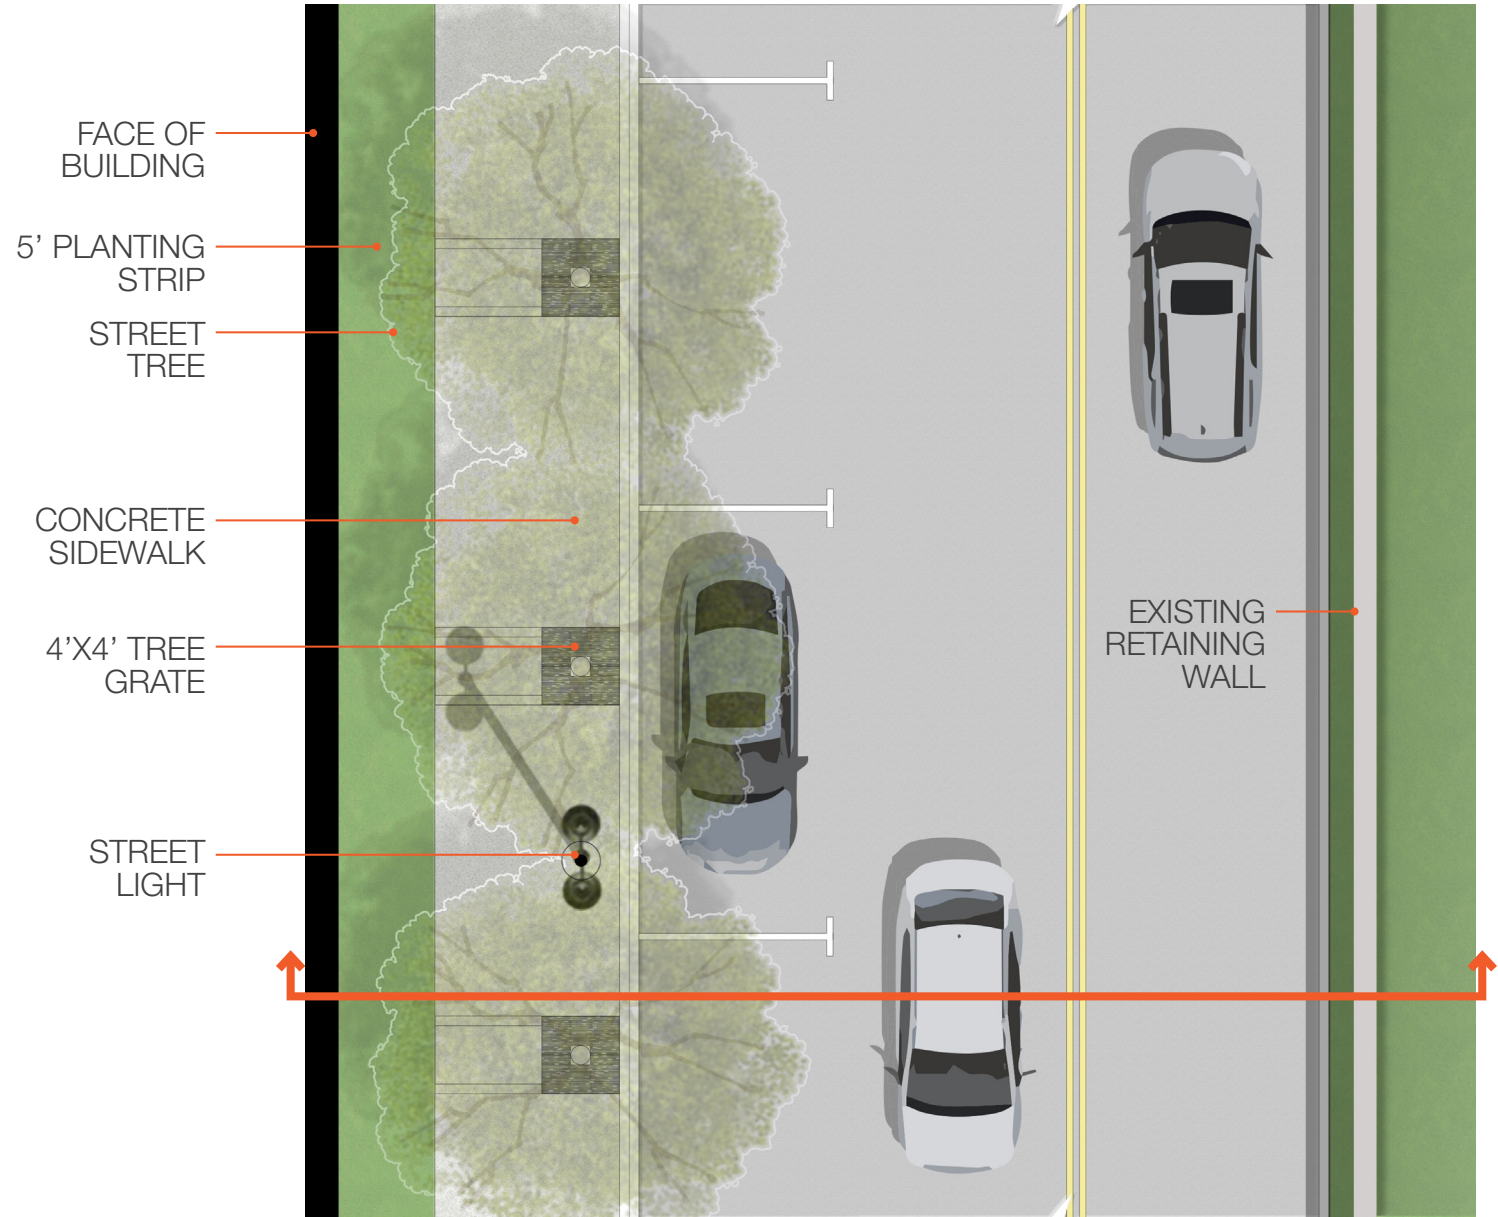 FACE OF
BUILDING
5’ PLANTING
STRIP
STREET
TREE
CONCRETE
SIDEWALK
4’X4’ TREE
GRATE
STREET
LIGHT
EXISTING
RETAINING
WALL